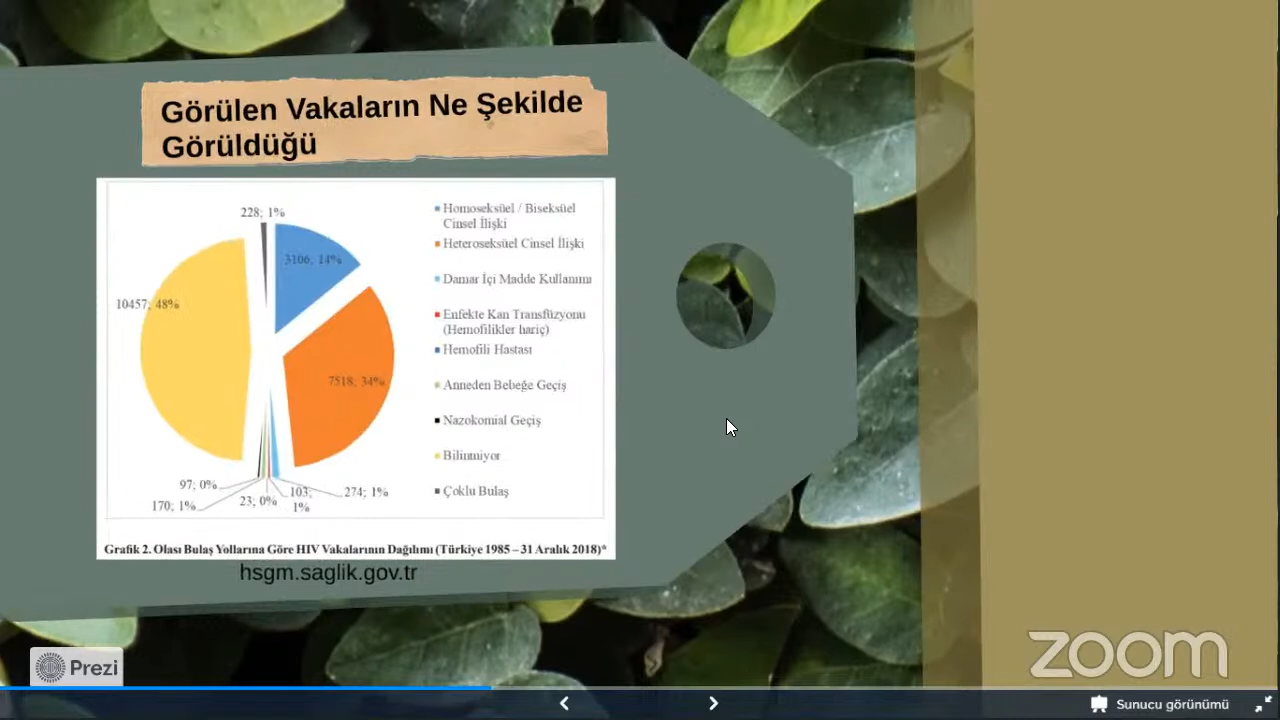 Görülen Vakaların Ne Şekilde
Görüldüğü
228; 1%
3106; 14%
10457; 48%
7518; 34%
97; 0%
170; 1%
23; 0%
103;
1%
274; 1%
Homoseksüel / Biseksüel
Cinsel İlişki
Heteroseksüel Cinsel İlişki
Damar İçi Madde Kullanımı
Enfekte Kan Transfüzyonu
(Hemofilikler hariç)
Hemofili Hastası
Anneden Bebeğe Geçiş
Nazokomial Geçiş
Bilinmiyor
Çoklu Bulaş
Grafik 2. Olası Bulaş Yollarına Göre HIV Vakalarının Dağılımı (Türkiye 1985 – 31 Aralık 2018)*
hsgm.saglik.gov.tr
Prezi
zoom
Sunucu görünümü